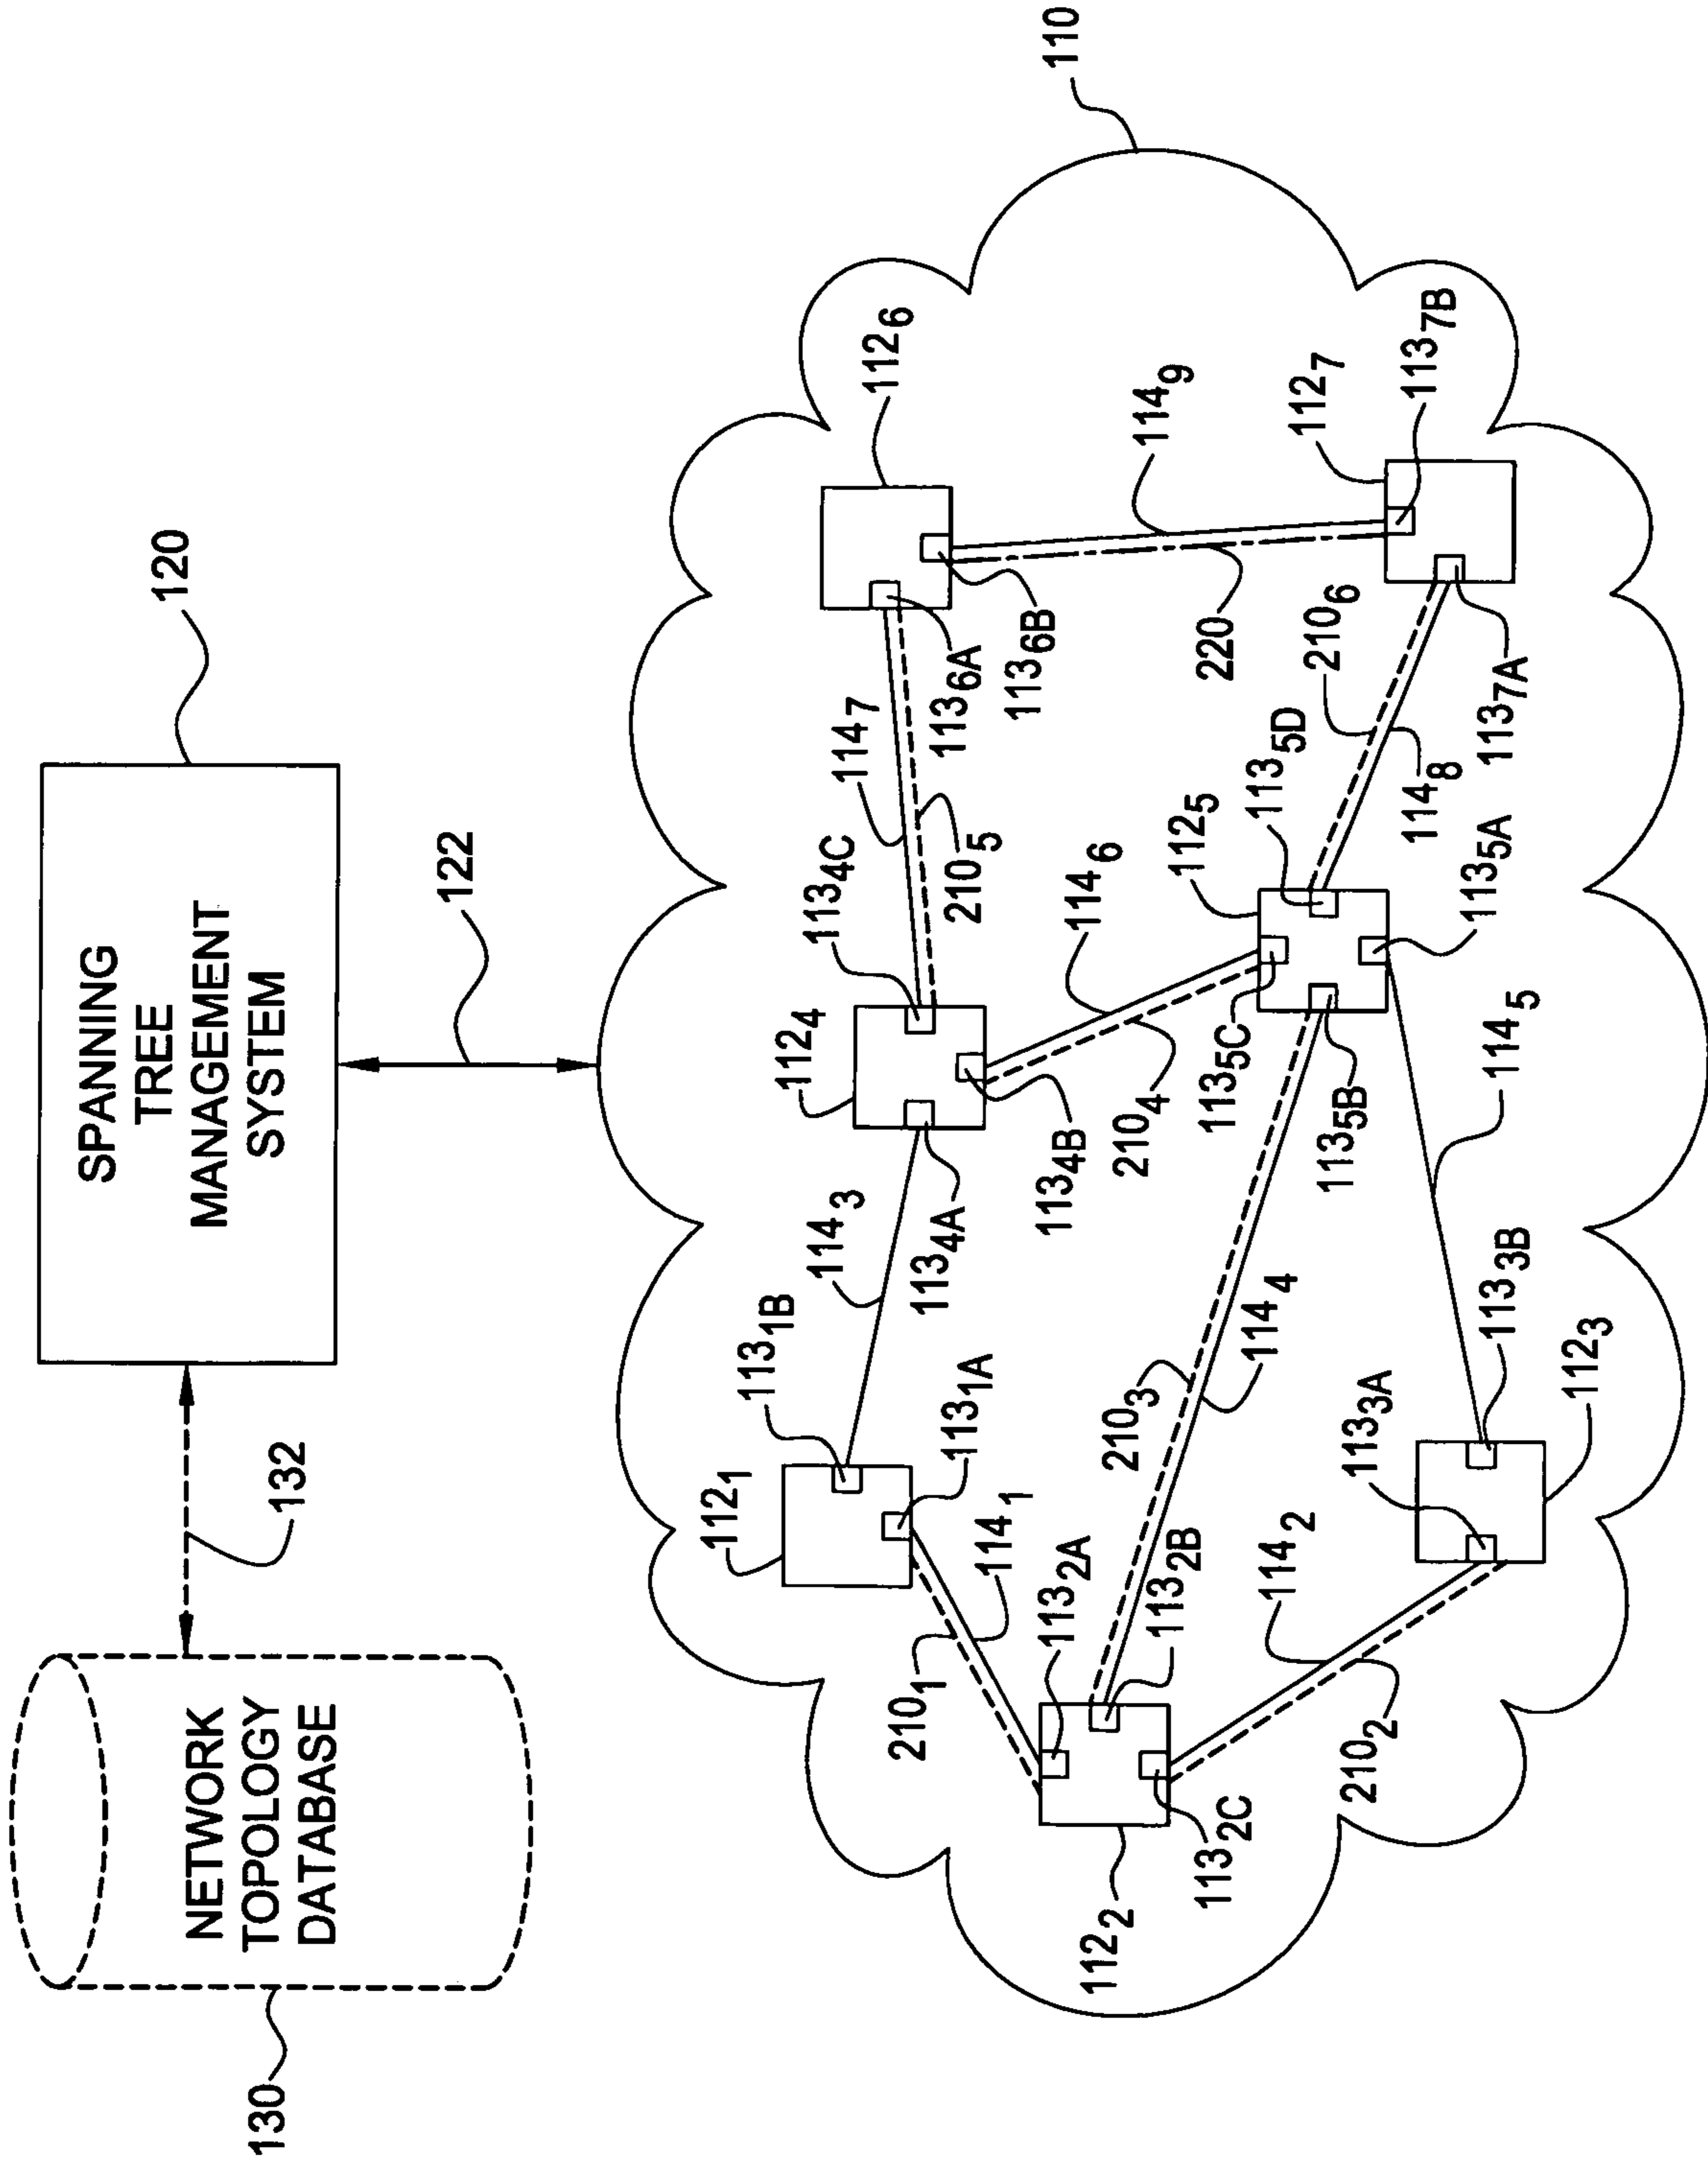 130
NETWORK
TOPOLOGY
DATABASE
132
SPANNING
TREE
MANAGEMENT
SYSTEM
120
122
110
112₁
113₁B
113₁A
114₃
112₄
113₄C
113₄A
113₄B
114₇
210₅
112₆
113₆A
113₆B
210₁
114₁
112₂
113₂A
113₂B
113₂C
210₃
114₄
210₄
114₆
112₅
113₅C
113₅B
113₅D
113₅A
210₆
114₈
220
114₉
112₇
113₇B
113₇A
114₂
210₂
113₃A
113₃B
112₃
114₅